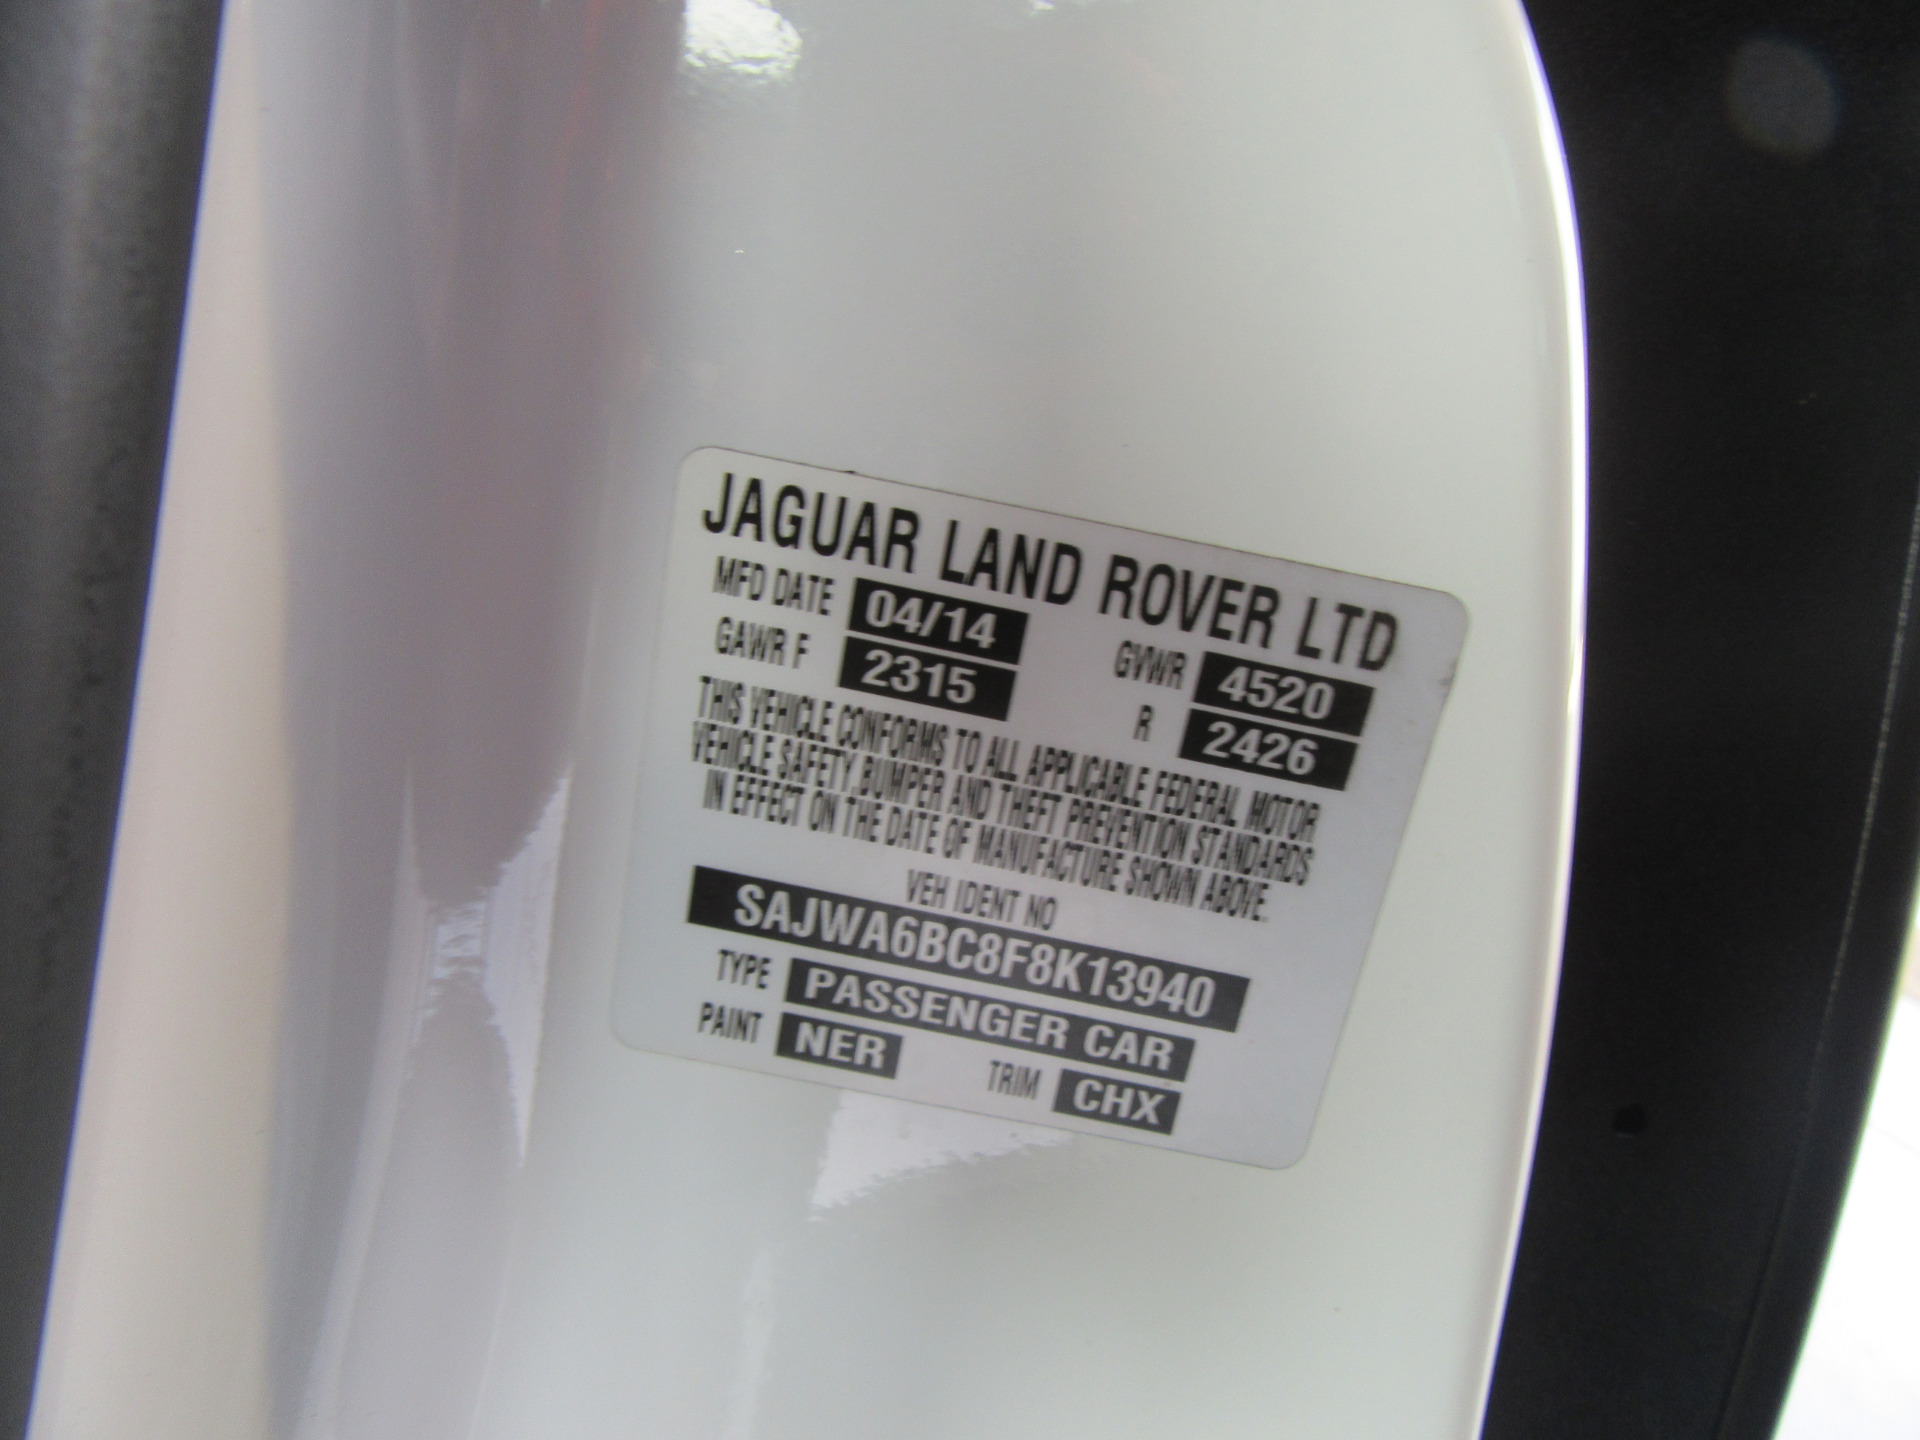 JAGUAR LAND ROVER LTD
MFD DATE 04/14 GVWR 4520
GAWR F 2315 R 2426
THIS VEHICLE CONFORMS TO ALL APPLICABLE FEDERAL MOTOR
VEHICLE SAFETY,BUMPER AND THEFT PREVENTION STANDARDS
IN EFFECT ON THE DATE OF MANUFACTURE SHOWN ABOVE.
VEH IDENT NO
SAJWA6BC8F8K13940
TYPE PASSENGER CAR
PAINT NER TRIM CHX